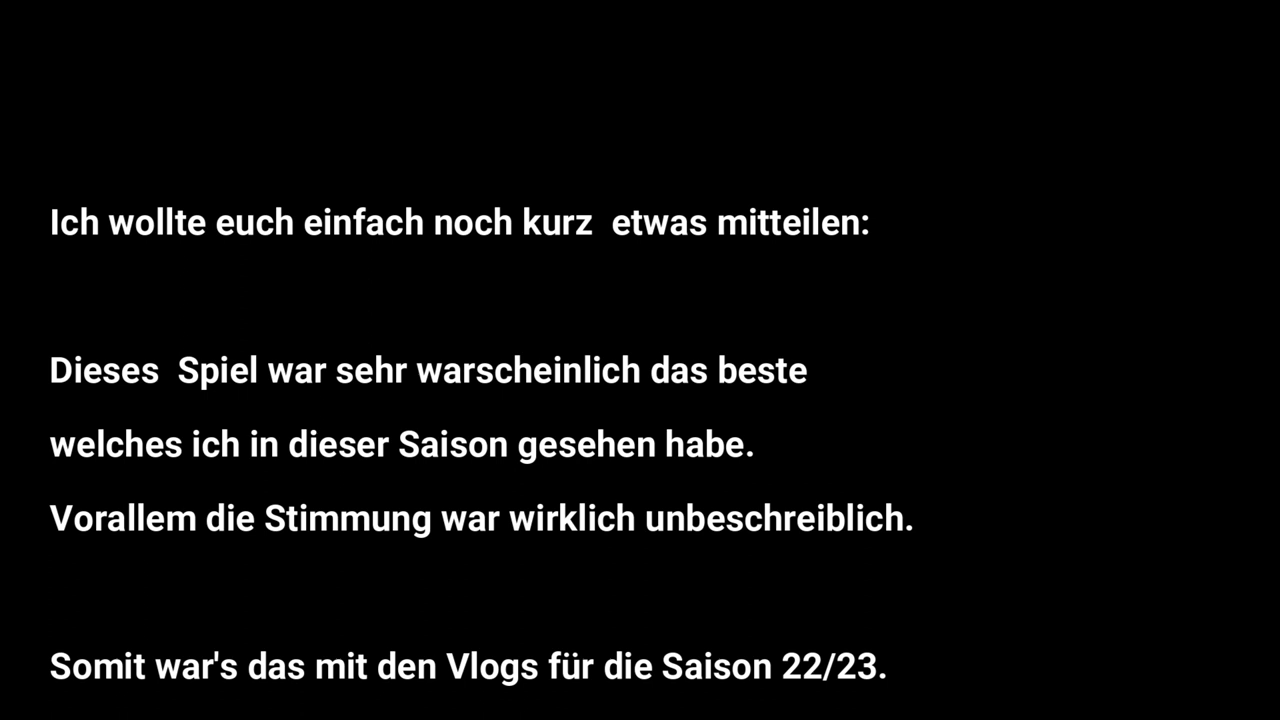 Ich wollte euch einfach noch kurz  etwas mitteilen:
Dieses  Spiel war sehr warscheinlich das beste
welches ich in dieser Saison gesehen habe.
Vorallem die Stimmung war wirklich unbeschreiblich.
Somit war's das mit den Vlogs für die Saison 22/23.